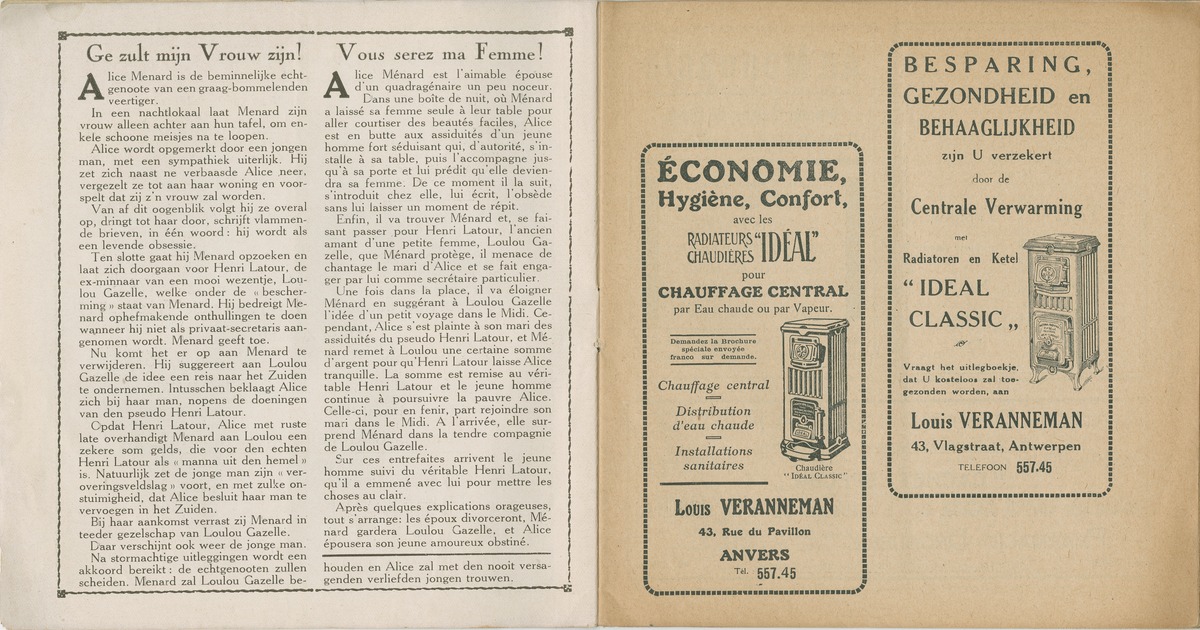 Ge zult mijn Vrouw zijn!
Alice Menard is de beminnelijke echt-
genoote van een graag-bommelenden
veertiger.
In een nachtlokaal laat Menard zijn
vrouw alleen achter aan hun tafel, om en-
kele schoone meisjes na te loopen.
Alice wordt opgemerkt door een jongen
man, met een sympathiek uiterlijk. Hij
zet zich naast ne verbaasde Alice neer,
vergezelt ze tot aan haar woning en voor-
spelt dat zij z'n vrouw zal worden.
Van af dit oogenblik volgt hij ze overal
op, dringt tot haar door, schrijft vlammen-
de brieven, in één woord : hij wordt als
een levende obsessie.
Ten slotte gaat hij Menard opzoeken en
laat zich doorgaan voor Henri Latour, de
ex-minnaar van een mooi wezentje, Lou-
lou Gazelle, welke onder de « bescher-
ming » staat van Menard. Hij bedreigt Me-
nard ophefmakende onthullingen te doen
wanneer hij niet als privaat-secretaris aan-
genomen wordt. Menard geeft toe.
Nu komt het er op aan Menard te
verwijderen. Hij suggereert aan Loulou
Gazelle de idee een reis naar het Zuiden
te ondernemen. Intusschen beklaagt Alice
zich bij haar man, nopens de doeningen
van den pseudo Henri Latour.
Opdat Henri Latour, Alice met ruste
late overhandigt Menard aan Loulou een
zekere som gelds, die voor den echten
Henri Latour als « manna uit den hemel »
is. Natuurlijk zet de jonge man zijn « ver-
overingsveldslag » voort, en met zulke on-
stuimigheid, dat Alice besluit haar man te
vervoegen in het Zuiden.
Bij haar aankomst verrast zij Menard in
teeder gezelschap van Loulou Gazelle.
Daar verschijnt ook weer de jonge man.
Na stormachtige uitleggingen wordt een
akkoord bereikt : de echtgenooten zullen
scheiden. Menard zal Loulou Gazelle be-
Vous serez ma Femme!
Alice Ménard est l'aimable épouse
d'un quadragénaire un peu noceur.
Dans une boîte de nuit, où Ménard
a laissé sa femme seule à leur table pour
aller courtiser des beautés faciles, Alice
est en butte aux assiduités d'un jeune
homme fort séduisant qui, d'autorité, s'in-
stalle à sa table, puis l'accompagne jus-
qu'à sa porte et lui prédit qu'elle devien-
dra sa femme. De ce moment il la suit,
s'introduit chez elle, lui écrit, l'obsède
sans lui laisser un moment de répit.
Enfin, il va trouver Ménard et, se fai-
sant passer pour Henri Latour, l'ancien
amant d'une petite femme, Loulou Ga-
zelle, que Ménard protège, il menace de
chantage le mari d'Alice et se fait enga-
ger par lui comme secrétaire particulier.
Une fois dans la place, il va éloigner
Ménard en suggérant à Loulou Gazelle
l'idée d'un petit voyage dans le Midi. Ce-
pendant, Alice s'est plainte à son mari des
assiduités du pseudo Henri Latour, et Mé-
nard remet à Loulou une certaine somme
d'argent pour qu'Henri Latour laisse Alice
tranquille. La somme est remise au véri-
table Henri Latour et le jeune homme
continue à poursuivre la pauvre Alice.
Celle-ci, pour en fenir, part rejoindre son
mari dans le Midi. A l'arrivée, elle sur-
prend Ménard dans la tendre compagnie
de Loulou Gazelle.
Sur ces entrefaites arrivent le jeune
homme suivi du véritable Henri Latour,
qu'il a emmené avec lui pour mettre les
choses au clair.
Après quelques explications orageuses,
tout s'arrange: les époux divorceront, Mé-
nard gardera Loulou Gazelle, et Alice
épousera son jeune amoureux obstiné.
houden en Alice zal met den nooit versa-
genden verliefden jongen trouwen.
ÉCONOMIE,
Hygiène, Confort,
avec les
RADIATEURS
CHAUDIÈRES "IDÉAL"
pour
CHAUFFAGE CENTRAL
par Eau chaude ou par Vapeur.
Demandez la Brochure
spéciale envoyée
franco sur demande.
Chauffage central
Distribution
d'eau chaude
Installations
sanitaires
Chaudière
"IDÉAL CLASSIC"
Louis VERANNEMAN
43, Rue du Pavillon
ANVERS
Tél. 557.45
BESPARING,
GEZONDHEID en
BEHAAGLIJKHEID
zijn U verzekert
door de
Centrale Verwarming
met
Radiatoren en Ketel
“ IDEAL
CLASSIC „
Vraagt het uitlegboekje,
dat U kosteloos zal toe-
gezonden worden, aan
Louis VERANNEMAN
43, Vlagstraat, Antwerpen
TELEFOON 557.45